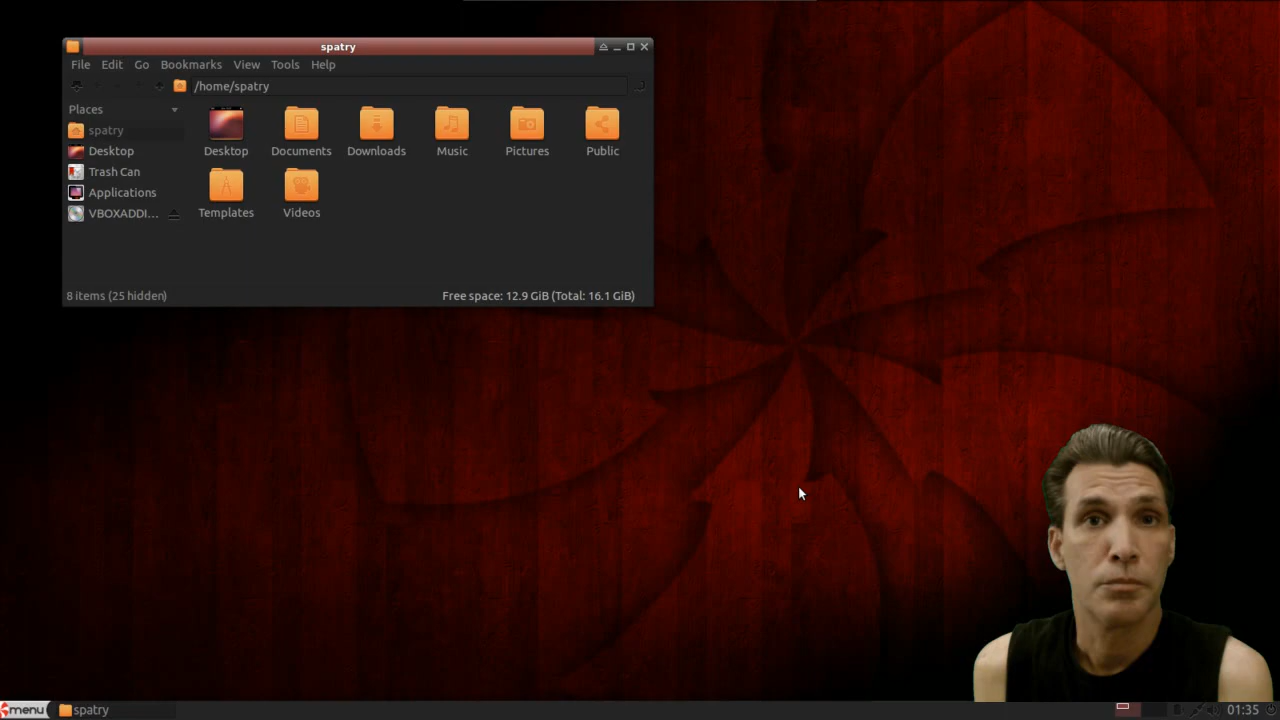 spatry
File Edit Go Bookmarks View Tools Help
/home/spatry
Places
spatry
Desktop
Trash Can
Applications
VBOXADDI...
Desktop Documents Downloads Music Pictures Public
Templates Videos
8 items (25 hidden) Free space: 12.9 GiB (Total: 16.1 GiB)
menu spatry 01:35